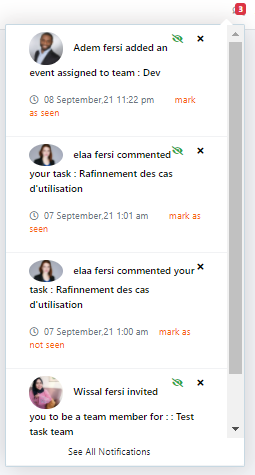 3
Adem fersi added an
event assigned to team : Dev
08 September,21 11:22 pm mark
as seen
elaa fersi commented
your task : Rafinnement des cas
d'utilisation
07 September,21 1:01 am mark as
seen
elaa fersi commented your
task : Rafinnement des cas
d'utilisation
07 September,21 1:00 am mark as
not seen
Wissal fersi invited
you to be a team member for : : Test
task team
See All Notifications